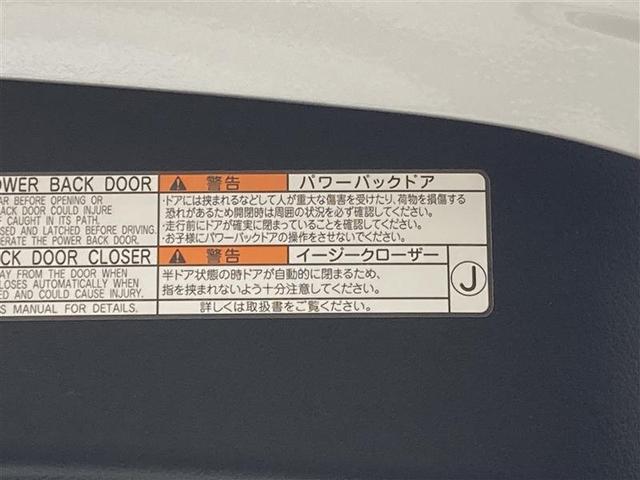 OWER BACK DOOR
AR BEFORE OPENING OR
ACK DOOR COULD INJURE
F CAUGHT IN ITS PATH.
SED AND LATCHED BEFORE DRIVING.
ERATE THE POWER BACK DOOR.
警告 パワーバックドア
・ドアには挟まれるなどして人が重大な傷害を受けたり、荷物を損傷する
恐れがあるため開閉時は周囲の状況を必ず確認してください。
・走行前にドアが確実に閉まっていることを確認してください。
・お子様にパワーバックドアの操作をさせないでください。
CK DOOR CLOSER
AY FROM THE DOOR WHEN
LOSES AUTOMATICALLY WHEN
D AND COULD CAUSE INJURY.
S MANUAL FOR DETAILS.
警告 イージークローザー
半ドア状態の時ドアが自動的に閉まるため、
指を挟まれないよう十分注意してください。
詳しくは取扱書をご覧ください。
J